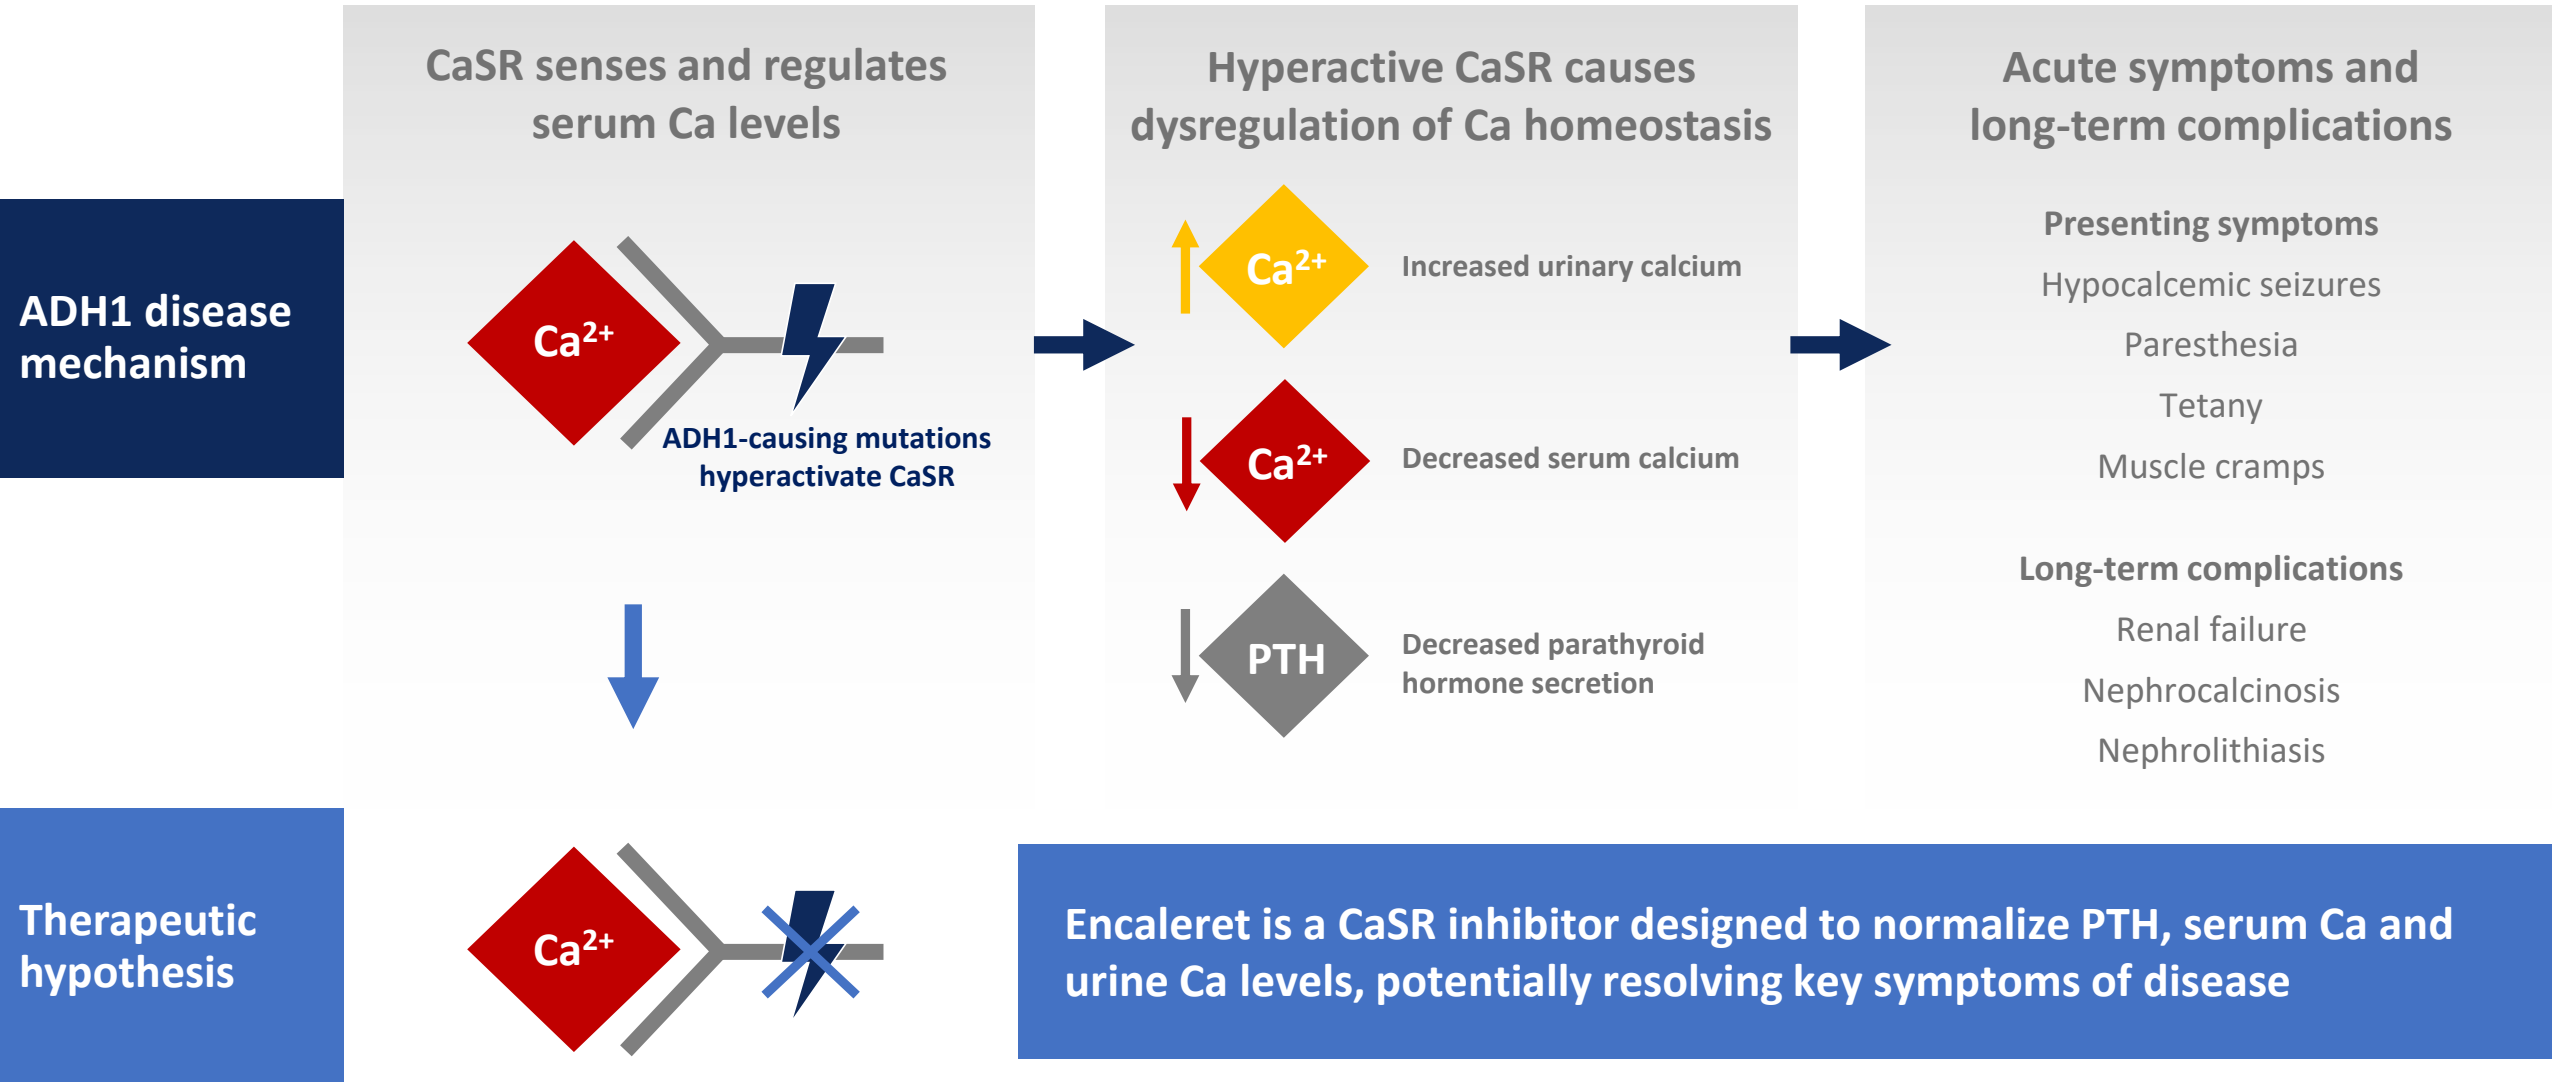 CaSR senses and regulates
serum Ca levels
Hyperactive CaSR causes
dysregulation of Ca homeostasis
Acute symptoms and
long-term complications
ADH1 disease
mechanism
Ca²⁺
ADH1-causing mutations
hyperactivate CaSR
Ca²⁺
Increased urinary calcium
Ca²⁺
Decreased serum calcium
PTH
Decreased parathyroid
hormone secretion
Presenting symptoms
Hypocalcemic seizures
Paresthesia
Tetany
Muscle cramps
Long-term complications
Renal failure
Nephrocalcinosis
Nephrolithiasis
Therapeutic
hypothesis
Ca²⁺
Encaleret is a CaSR inhibitor designed to normalize PTH, serum Ca and
urine Ca levels, potentially resolving key symptoms of disease